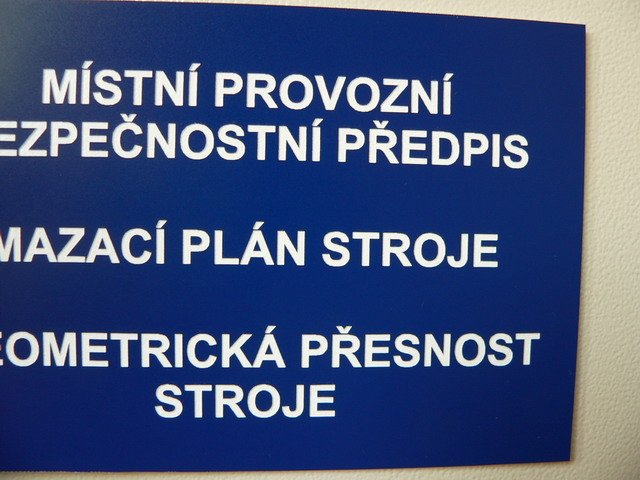 MÍSTNÍ PROVOZNÍ
EZPEČNOSTNÍ PŘEDPIS
MAZACÍ PLÁN STROJE
EOMETRICKÁ PŘESNOST
STROJE